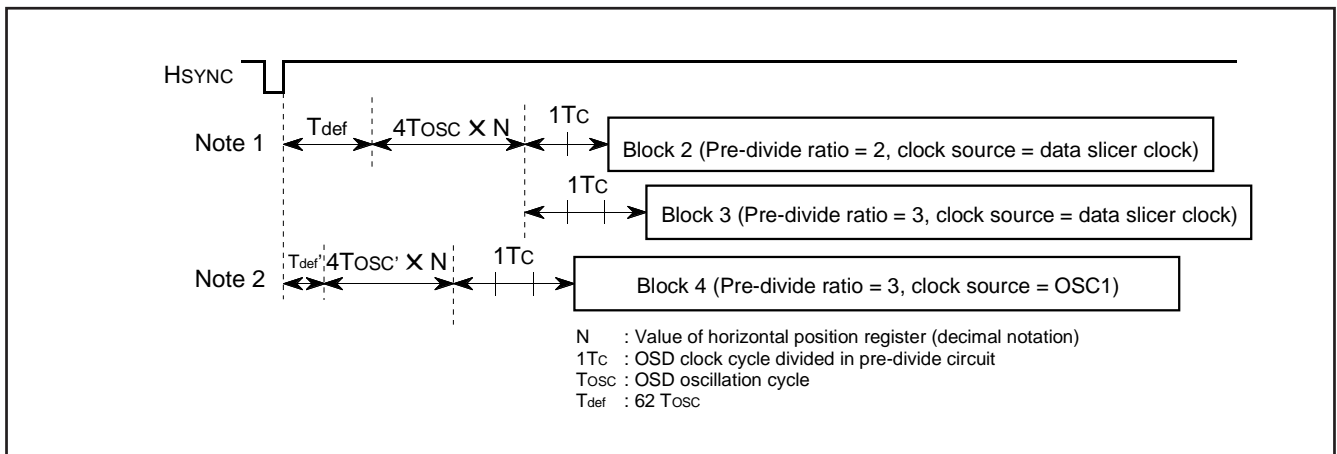 HSYNC
Note 1
Tdef
4TOSC × N
1TC
Block 2 (Pre-divide ratio = 2, clock source = data slicer clock)
1TC
Block 3 (Pre-divide ratio = 3, clock source = data slicer clock)
Note 2
Tdef'
4TOSC' × N
1TC
Block 4 (Pre-divide ratio = 3, clock source = OSC1)
N : Value of horizontal position register (decimal notation)
1TC : OSD clock cycle divided in pre-divide circuit
TOSC : OSD oscillation cycle
Tdef : 62 TOSC